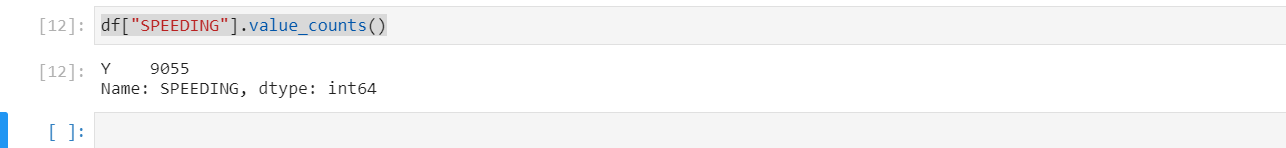 [12]: df["SPEEDING"].value_counts()
[12]: Y    9055
Name: SPEEDING, dtype: int64
[ ]: